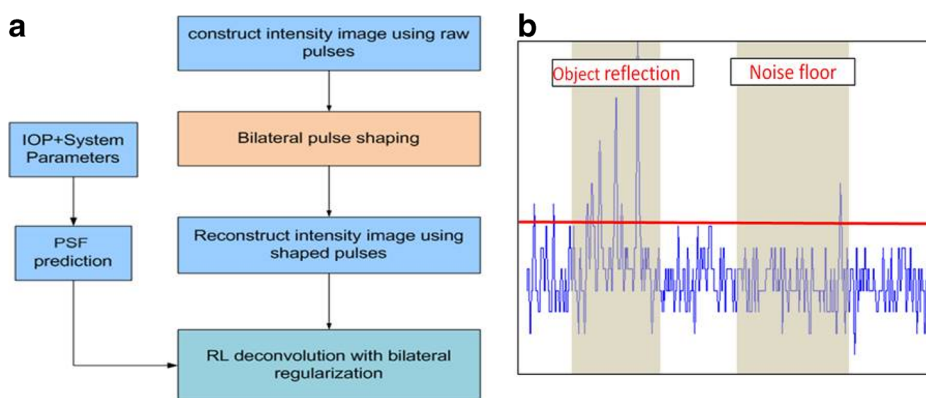 a
construct intensity image using raw
pulses
Bilateral pulse shaping
IOP+System
Parameters
PSF
prediction
Reconstruct intensity image using
shaped pulses
RL deconvolution with bilateral
regularization
b
Object reflection
Noise floor